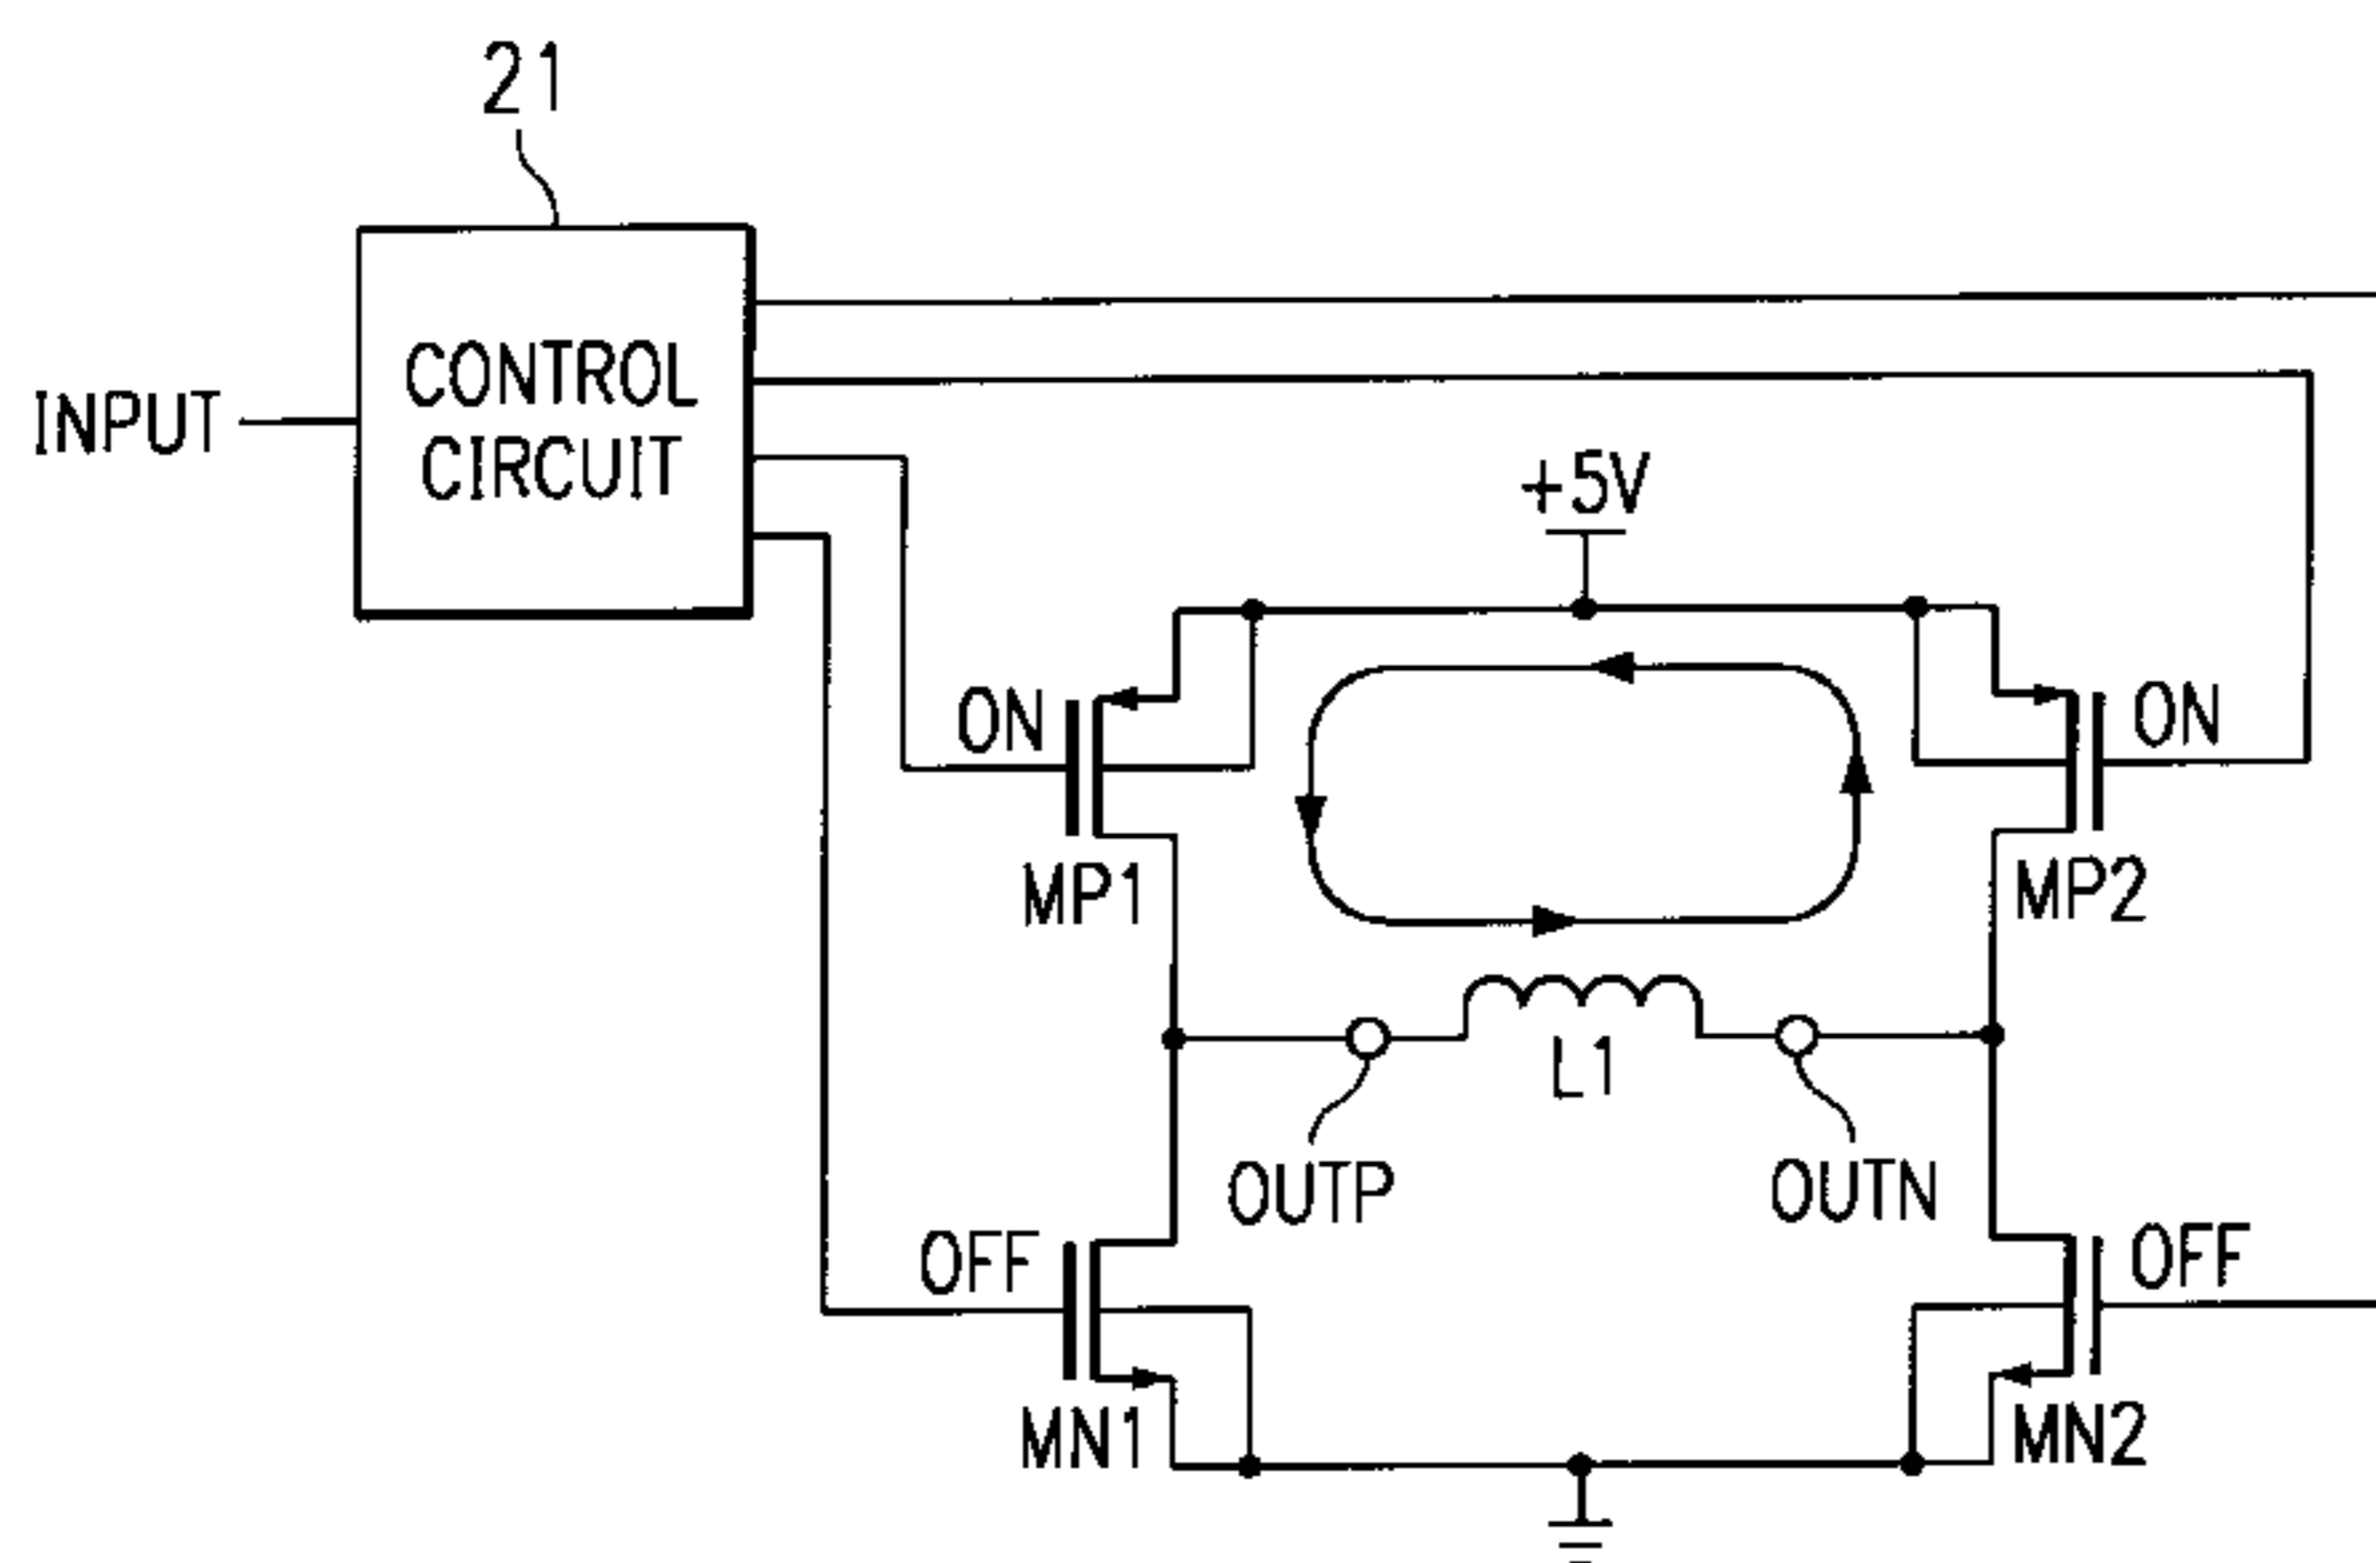 21
CONTROL
CIRCUIT
INPUT
+5V
ON
ON
MP1
MP2
L1
OUTP
OUTN
OFF
OFF
MN1
MN2